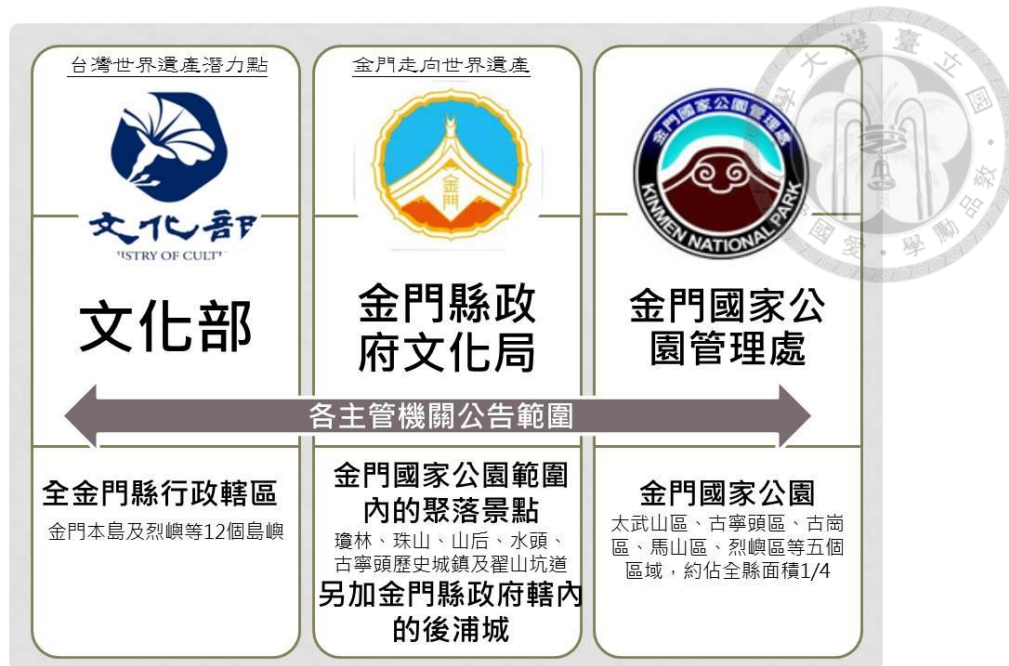 台灣世界遺產潛力點
文化部
ISTRY OF CULT
文化部
全金門縣行政轄區
金門本島及烈嶼等12個島嶼
金門走向世界遺產
金門
金門縣政
府文化局
金門國家公園範圍
內的聚落景點
瓊林、珠山、山后、水頭、
古寧頭歷史城鎮及翟山坑道
另加金門縣政府轄內
的後浦城
金門國家公園管理處
KINMEN NATIONAL PARK
金門國家公
園管理處
金門國家公園
太武山區、古寧頭區、古崗
區、馬山區、烈嶼區等五個
區域，約佔全縣面積1/4
各主管機關公告範圍